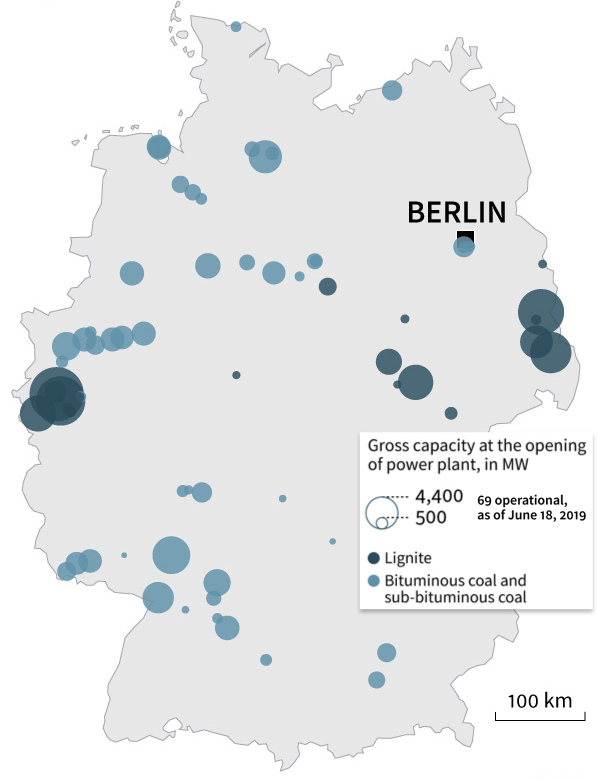 BERLIN
Gross capacity at the opening
of power plant, in MW
4,400
500
69 operational,
as of June 18, 2019
Lignite
Bituminous coal and
sub-bituminous coal
100 km